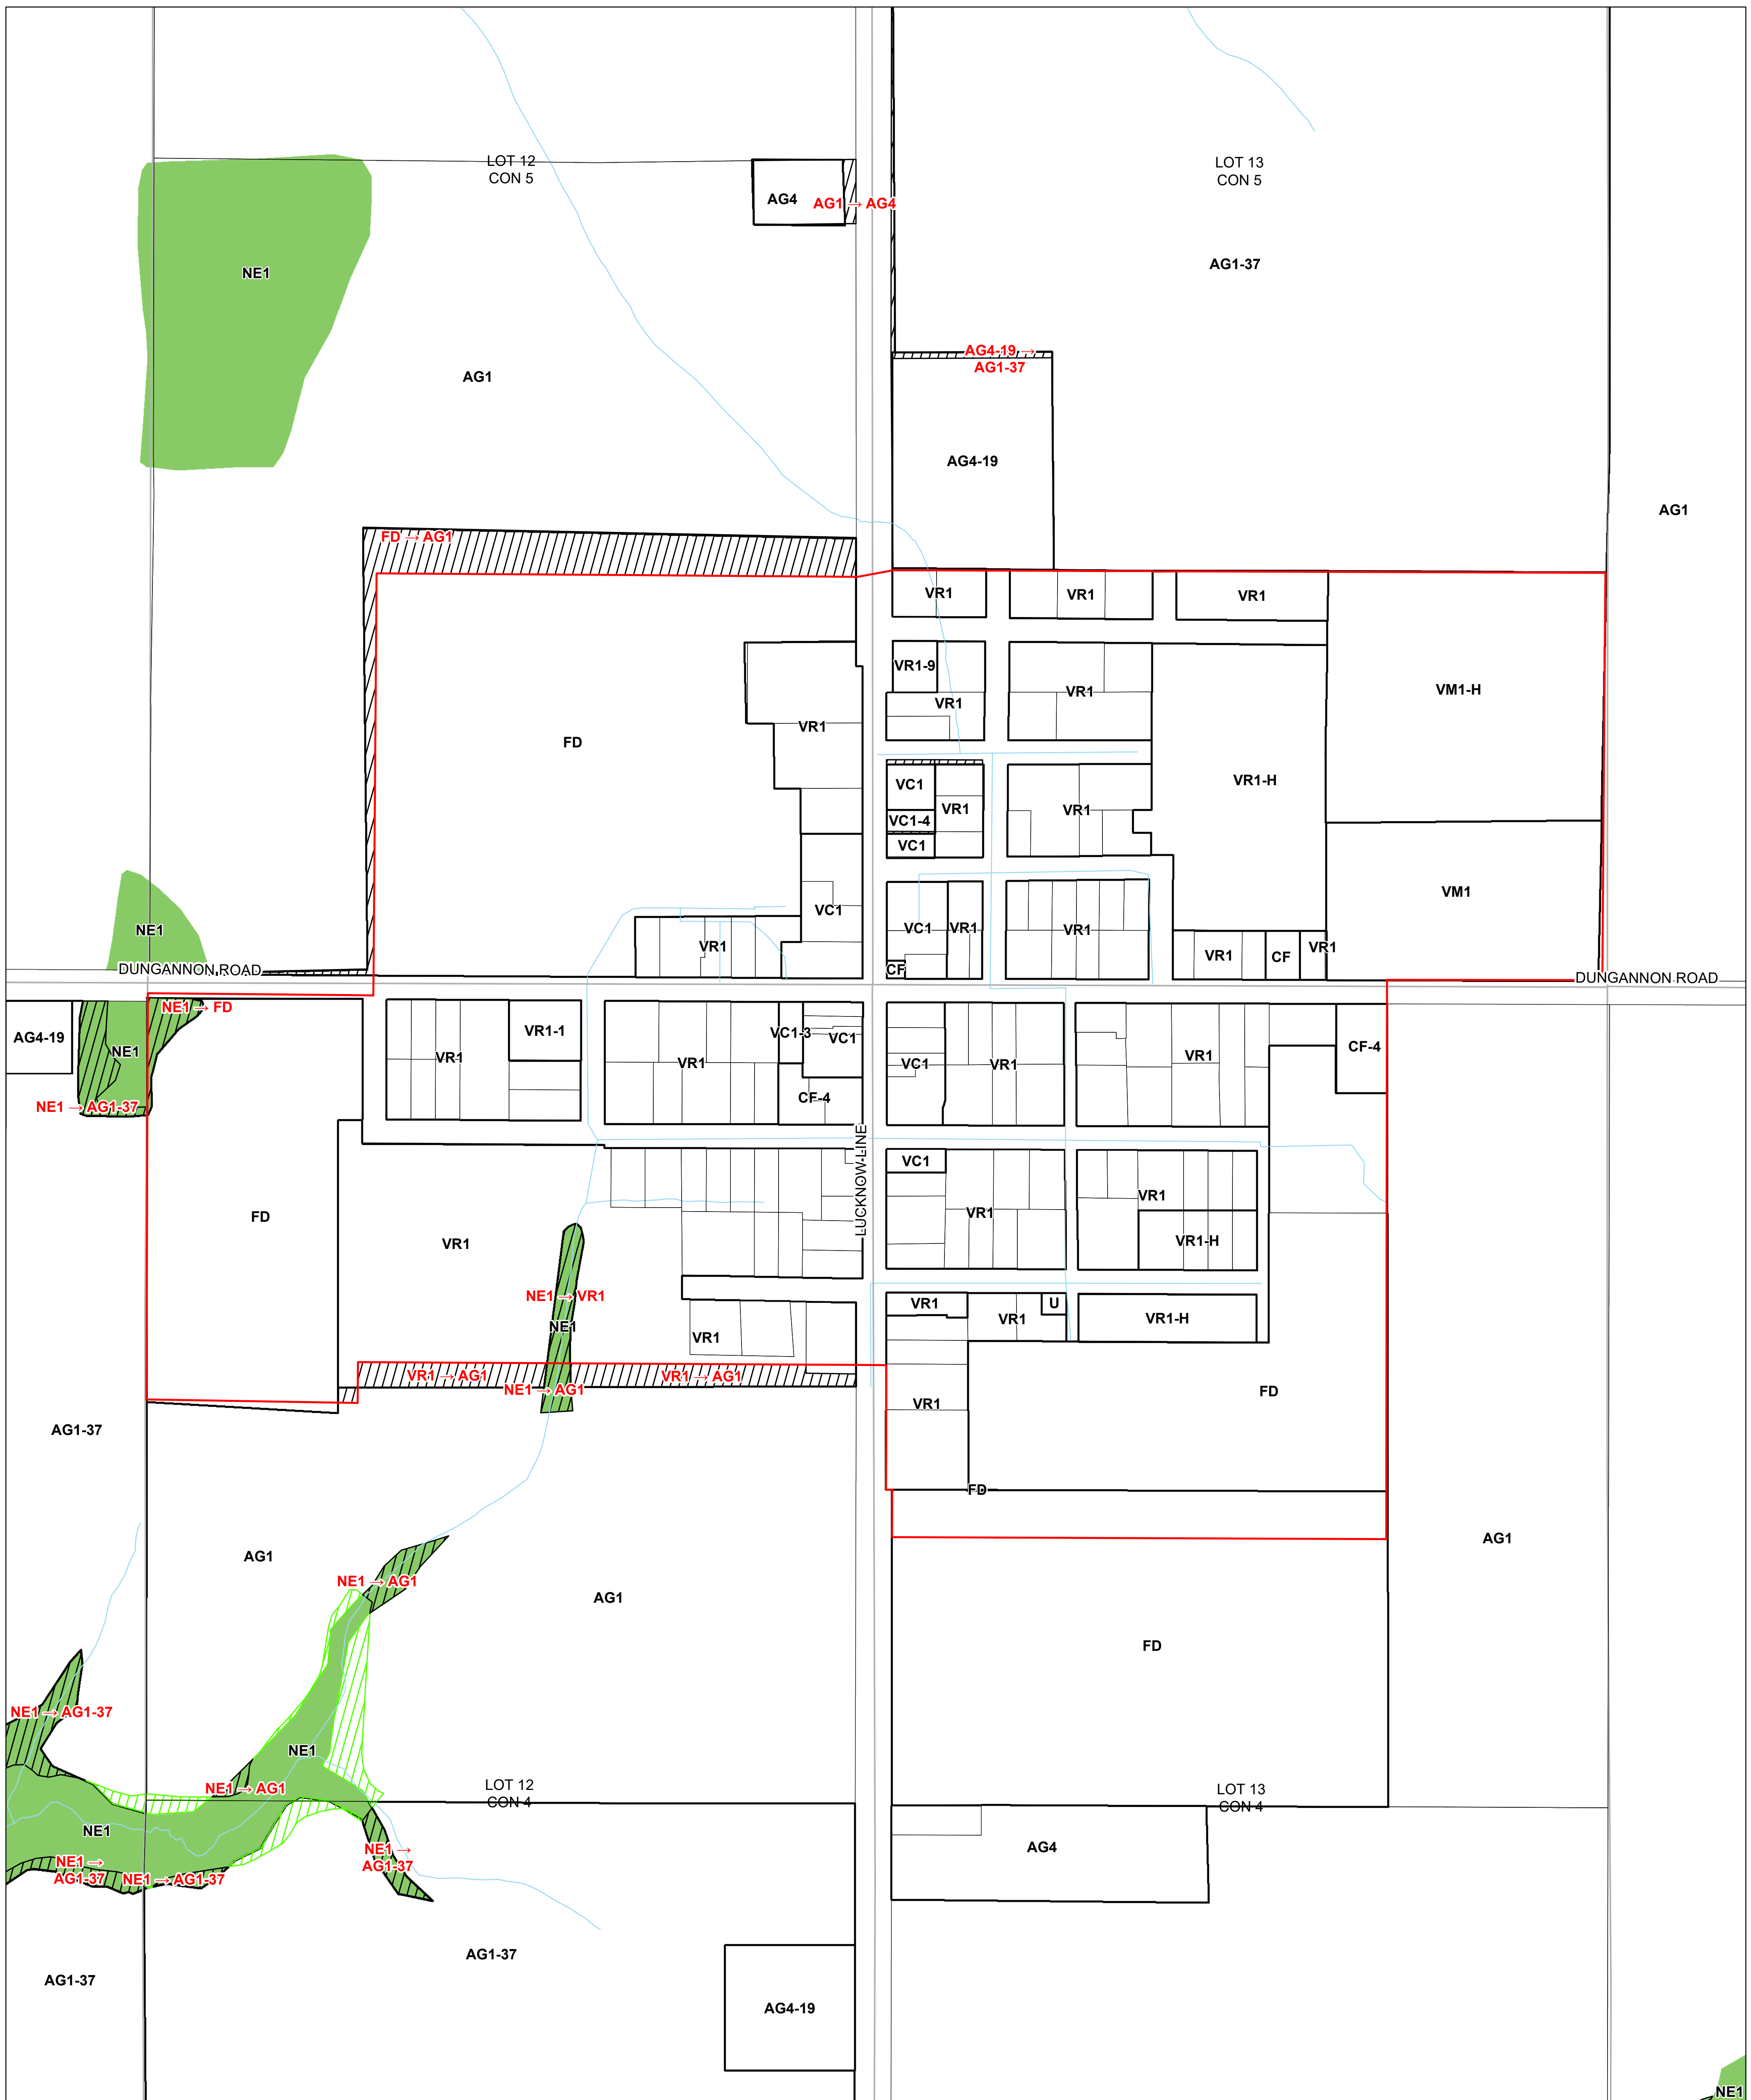 LOT 12
CON 5
LOT 13
CON 5
AG4
AG1 → AG4
AG1-37
NE1
AG1
AG4-19 →
AG1-37
AG4-19
AG1
FD → AG1
VR1
VR1
VR1
VR1-9
VR1
VR1
VM1-H
VR1
FD
VR1-H
VC1
VR1
VR1
VC1-4
VC1
VM1
VC1
VC1
VR1
VR1
NE1
VR1
VR1
CF
VR1
CF
DUNGANNON ROAD
DUNGANNON ROAD
NE1 → FD
AG4-19
NE1
VR1-1
VC1-3
VC1
VR1
VR1
VC1
VR1
VR1
CF-4
CF-4
NE1 → AG1-37
LUCKNOW LINE
VC1
VR1
FD
VR1
VR1
VR1-H
NE1 → VR1
NE1
VR1
VR1
U
VR1
VR1-H
VR1 → AG1
VR1 → AG1
NE1 → AG1
FD
VR1
AG1-37
FD
AG1
AG1
NE1 → AG1
AG1
FD
NE1 → AG1-37
NE1
NE1 → AG1
LOT 12
CON 4
LOT 13
CON 4
NE1
AG4
NE1 →
AG1-37
NE1 →
AG1-37
NE1 → AG1-37
AG1-37
AG1-37
AG4-19
NE1